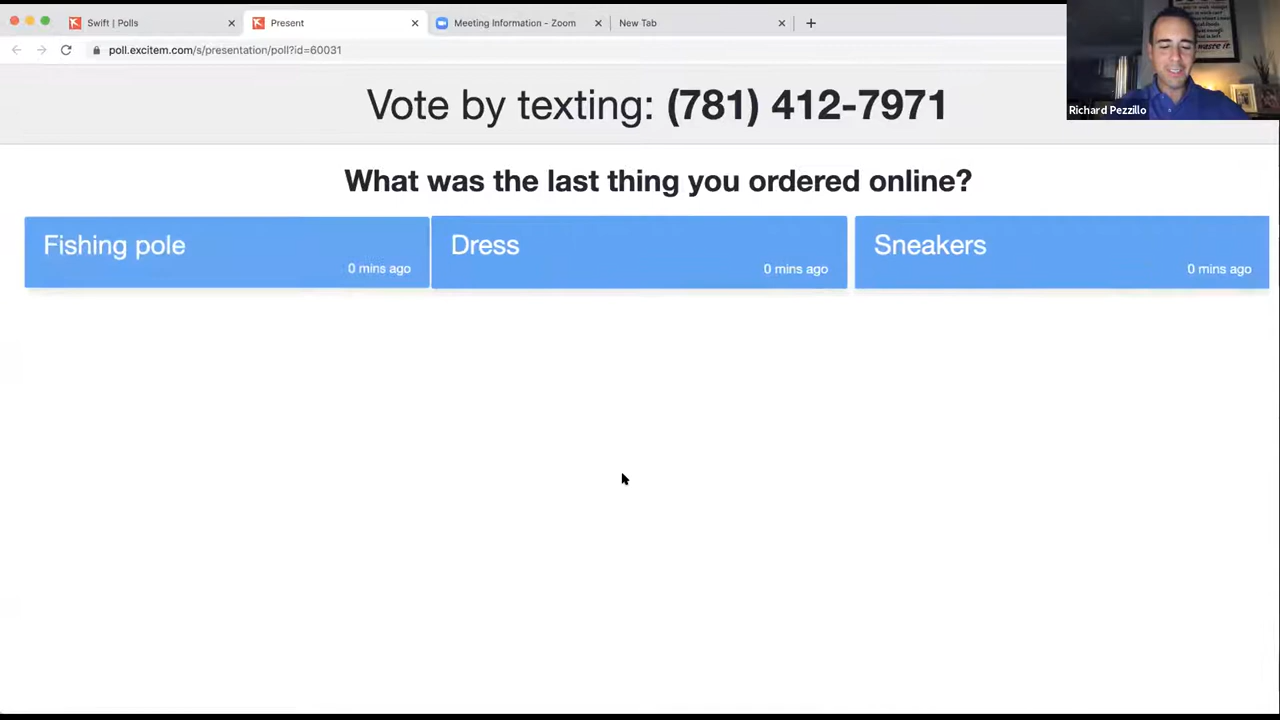 Swift | Polls
Present
Meeting Information - Zoom
New Tab
poll.excitem.com/s/presentation/poll?id=60031
waste it.
Richard Pezzillo
Vote by texting: (781) 412-7971
What was the last thing you ordered online?
Fishing pole
0 mins ago
Dress
0 mins ago
Sneakers
0 mins ago